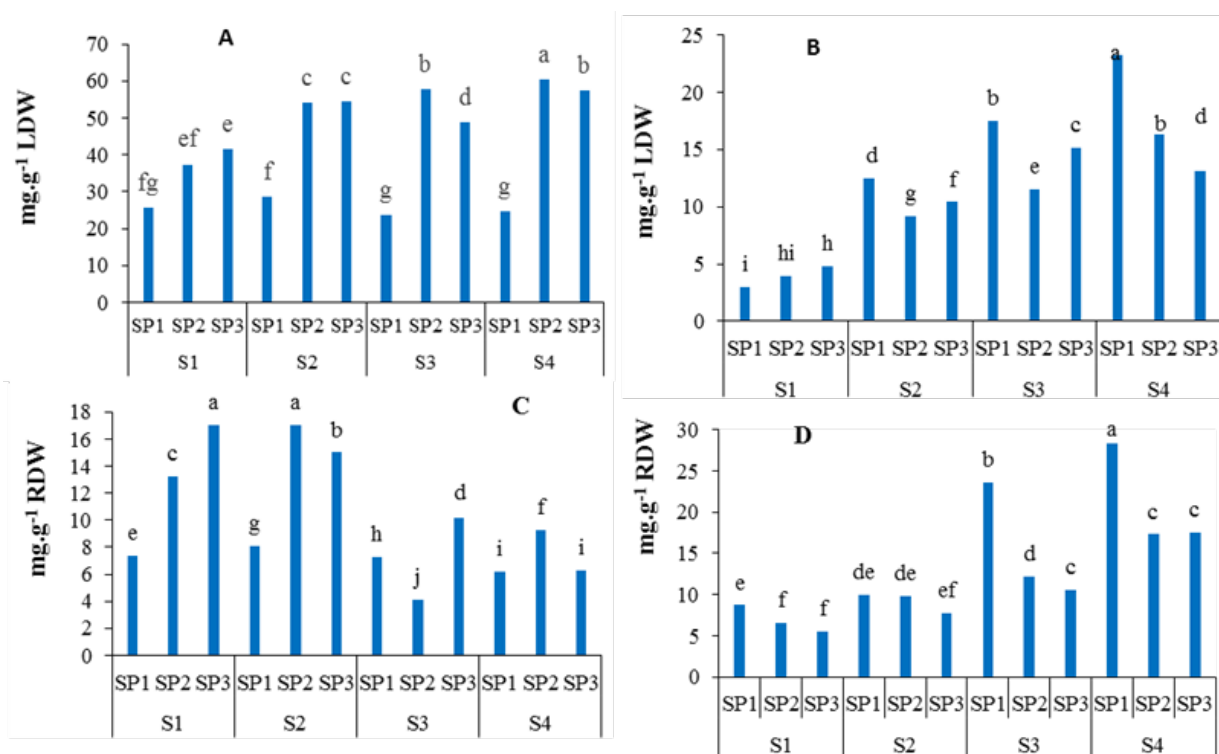 A
mg.g-1 LDW
70
60
50
40
30
20
10
0
fg ef e f c c g b d g a b
SP1 SP2 SP3 SP1 SP2 SP3 SP1 SP2 SP3 SP1 SP2 SP3
S1 S2 S3 S4
B
mg.g-1 LDW
25
20
15
10
5
0
i hi h d g f b e c a b d
SP1 SP2 SP3 SP1 SP2 SP3 SP1 SP2 SP3 SP1 SP2 SP3
S1 S2 S3 S4
C
mg.g-1 RDW
18
16
14
12
10
8
6
4
2
0
e c a g a b h j d i f i
SP1 SP2 SP3 SP1 SP2 SP3 SP1 SP2 SP3 SP1 SP2 SP3
S1 S2 S3 S4
D
mg.g-1 RDW
30
25
20
15
10
5
0
e f f de de ef b d c a c c
SP1 SP2 SP3 SP1 SP2 SP3 SP1 SP2 SP3 SP1 SP2 SP3
S1 S2 S3 S4